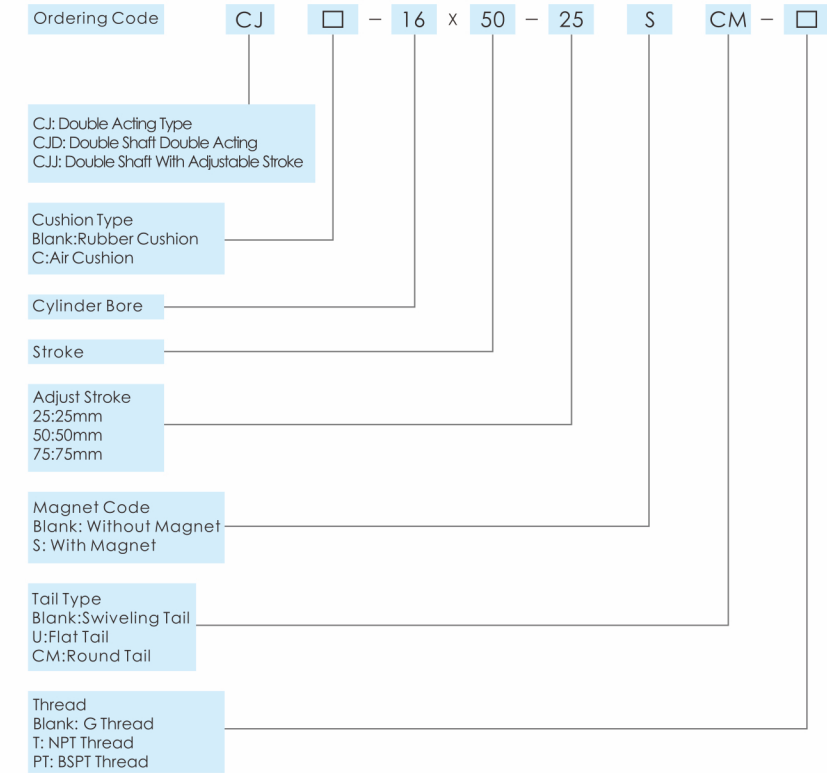 Ordering Code CJ □ – 16 x 50 – 25 S CM – □
CJ: Double Acting Type
CJD: Double Shaft Double Acting
CJJ: Double Shaft With Adjustable Stroke
Cushion Type
Blank:Rubber Cushion
C:Air Cushion
Cylinder Bore
Stroke
Adjust Stroke
25:25mm
50:50mm
75:75mm
Magnet Code
Blank: Without Magnet
S: With Magnet
Tail Type
Blank:Swiveling Tail
U:Flat Tail
CM:Round Tail
Thread
Blank: G Thread
T: NPT Thread
PT: BSPT Thread